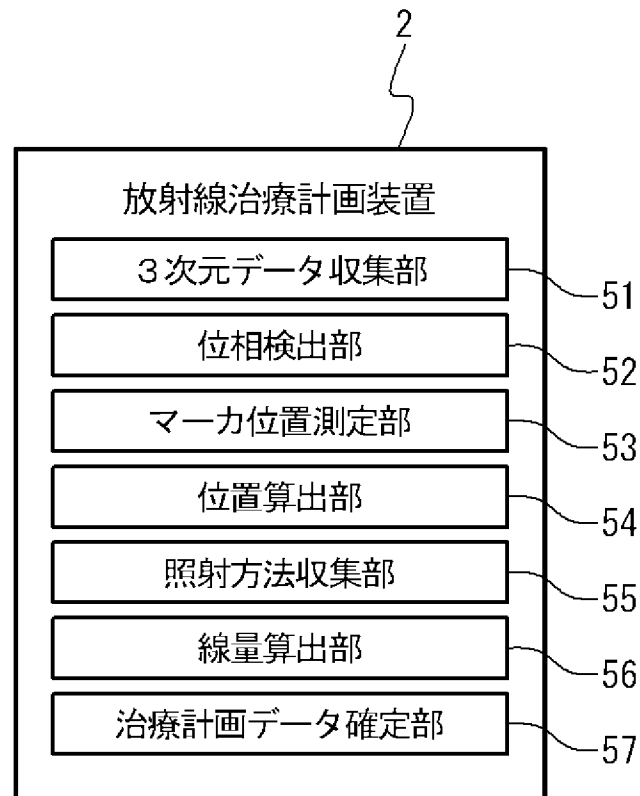 2
放射線治療計画装置
３次元データ収集部
51
位相検出部
52
マーカ位置測定部
53
位置算出部
54
照射方法収集部
55
線量算出部
56
治療計画データ確定部
57